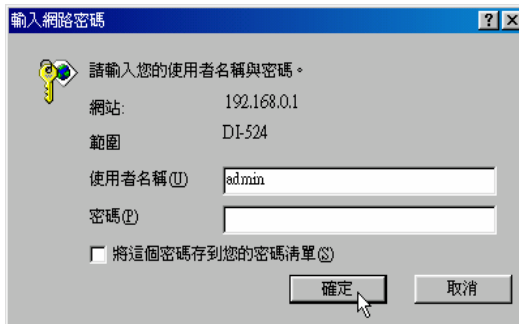 輸入網路密碼
請輸入您的使用者名稱與密碼。
網站: 192.168.0.1
範圍 DI-524
使用者名稱(U) admin
密碼(P)
將這個密碼存到您的密碼清單(S)
確定 取消